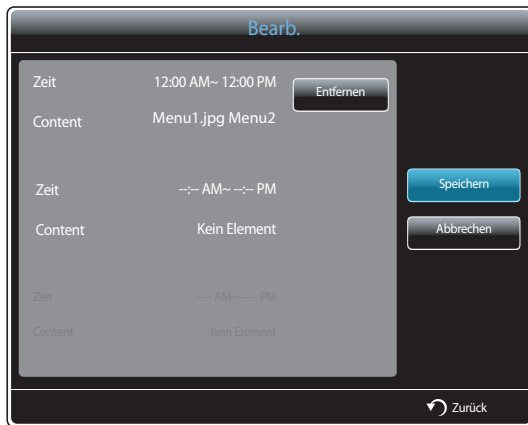 Bearb.
Zeit 12:00 AM~ 12:00 PM Entfernen
Content Menu1.jpg Menu2
Zeit --:-- AM~ --:-- PM Speichern
Content Kein Element Abbrechen
Zeit --:-- AM~ --:-- PM
Content Kein Element
Zurück